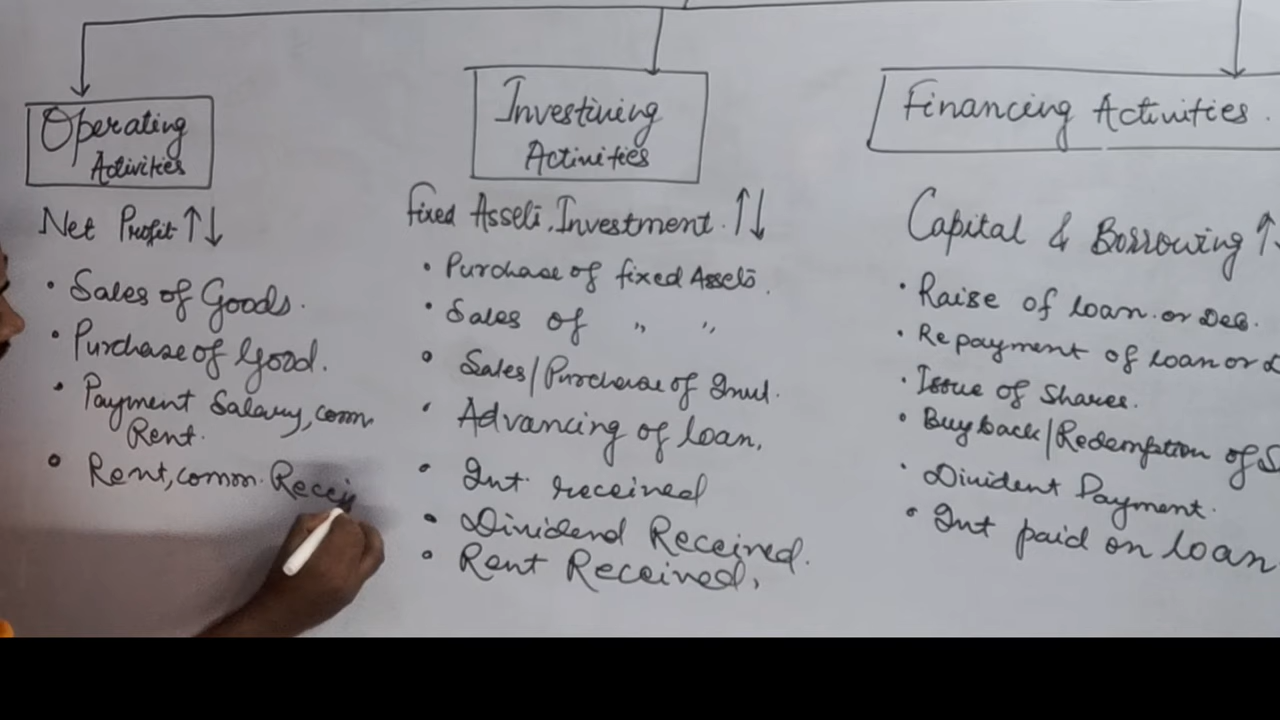 Operating
Activities
Net Profit ↑↓
• Sales of Goods.
• Purchase of Good.
• Payment Salary, comm
Rent.
• Rent, comm. Recei
Investining
Activities
fixed Assets, Investment. ↑↓
• Purchase of fixed Assets.
• Sales of " "
• Sales/Purchase of Invt.
• Advancing of loan.
• Int. received
• Dividend Received.
• Rent Received.
Financing Activities.
Capital & Borrowing ↑
• Raise of loan or Deb.
• Repayment of loan or
• Issue of Shares.
• Buy back/Redemption of S
• Divident Payment.
• Int paid on loan